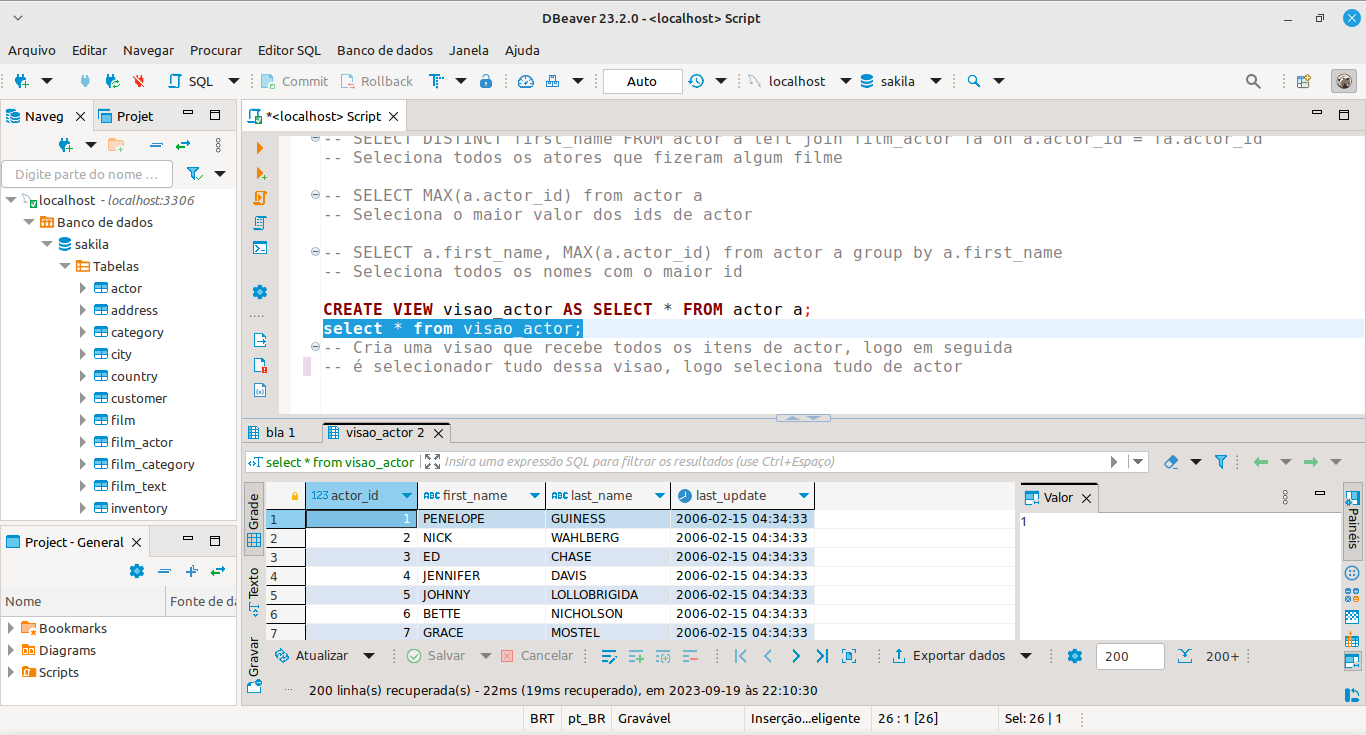 DBeaver 23.2.0 - <localhost> Script
Arquivo Editar Navegar Procurar Editor SQL Banco de dados Janela Ajuda
SQL Commit Rollback Auto localhost sakila
Naveg Projet
Digite parte do nome ...
localhost - localhost:3306
Banco de dados
sakila
Tabelas
actor
address
category
city
country
customer
film
film_actor
film_category
film_text
inventory
Project - General
Nome Fonte de da
Bookmarks
Diagrams
Scripts
*<localhost> Script
-- SELECT DISTINCT first_name FROM actor a left join film_actor fa on a.actor_id = fa.actor_id
-- Seleciona todos os atores que fizeram algum filme
-- SELECT MAX(a.actor_id) from actor a
-- Seleciona o maior valor dos ids de actor
-- SELECT a.first_name, MAX(a.actor_id) from actor a group by a.first_name
-- Seleciona todos os nomes com o maior id
CREATE VIEW visao_actor AS SELECT * FROM actor a;
select * from visao_actor;
-- Cria uma visao que recebe todos os itens de actor, logo em seguida
-- é selecionador tudo dessa visao, logo seleciona tudo de actor
bla 1 visao_actor 2
select * from visao_actor Insira uma expressão SQL para filtrar os resultados (use Ctrl+Espaço)
Grade
Texto
Gravar
123 actor_id ABC first_name ABC last_name last_update
1 1 PENELOPE GUINESS 2006-02-15 04:34:33
2 2 NICK WAHLBERG 2006-02-15 04:34:33
3 3 ED CHASE 2006-02-15 04:34:33
4 4 JENNIFER DAVIS 2006-02-15 04:34:33
5 5 JOHNNY LOLLOBRIGIDA 2006-02-15 04:34:33
6 6 BETTE NICHOLSON 2006-02-15 04:34:33
7 7 GRACE MOSTEL 2006-02-15 04:34:33
Valor
1
Painéis
Atualizar Salvar Cancelar Exportar dados 200 200+
200 linha(s) recuperada(s) - 22ms (19ms recuperado), em 2023-09-19 às 22:10:30
BRT pt_BR Gravável Inserção...eligente 26 : 1 [26] Sel: 26 | 1